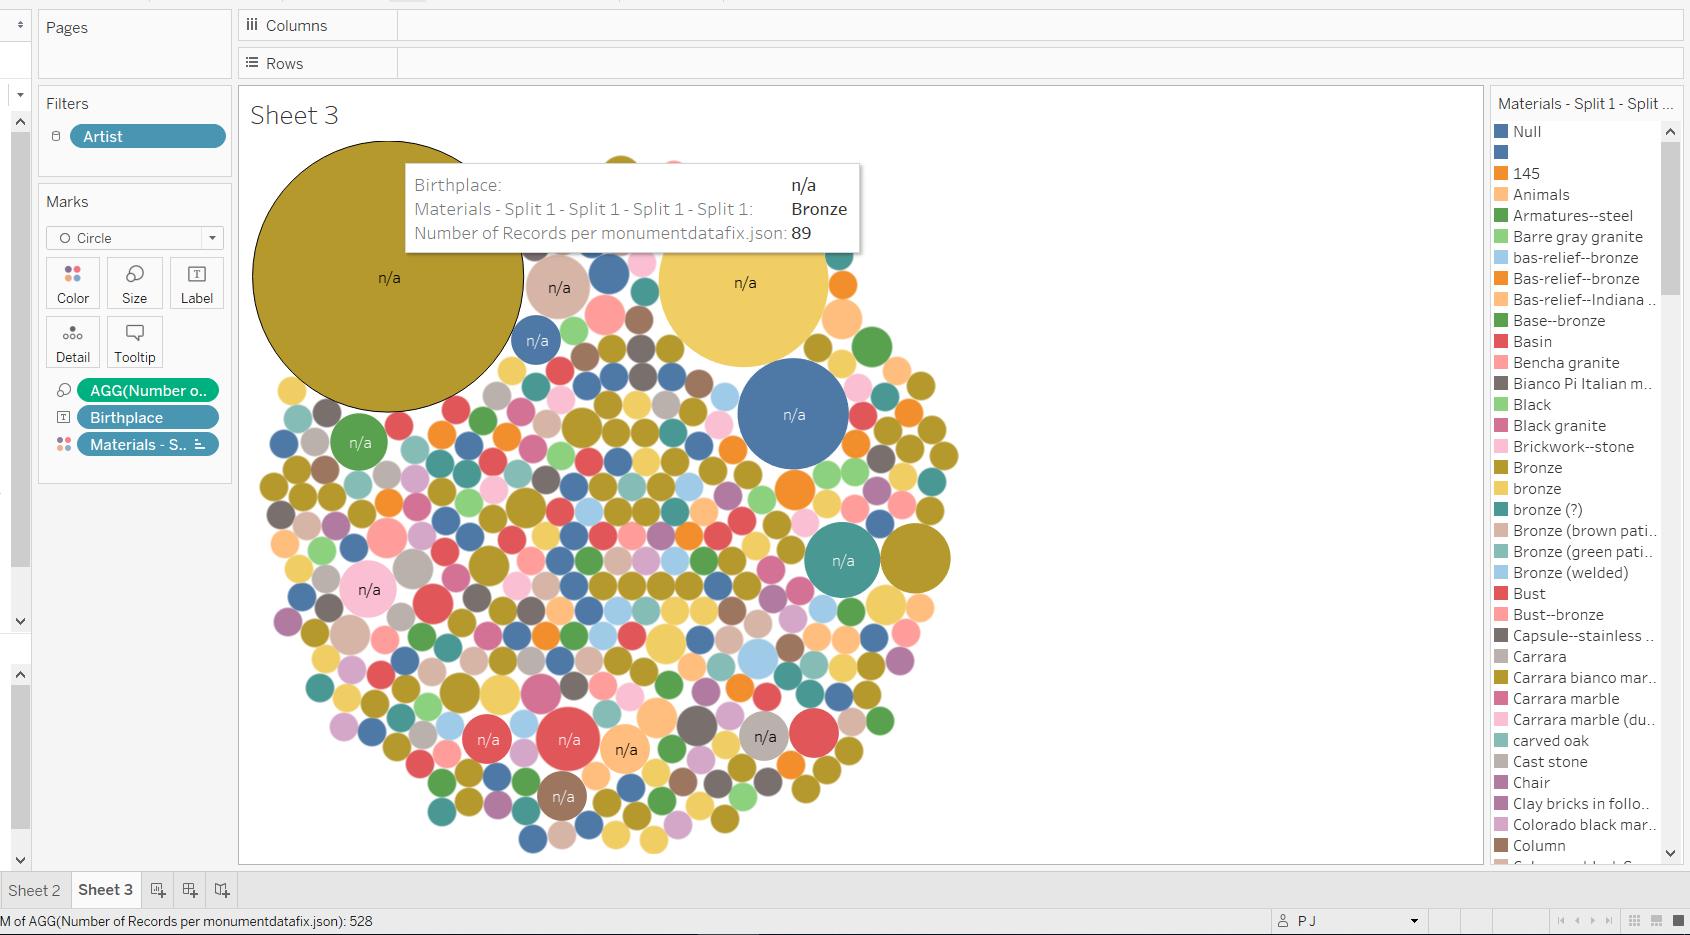 Pages
Columns
Rows
Filters
Artist
Marks
Circle
Color
Size
Label
Detail
Tooltip
AGG(Number o..
Birthplace
Materials - S..
Sheet 3
Birthplace: n/a
Materials - Split 1 - Split 1 - Split 1 - Split 1: Bronze
Number of Records per monumentdatafix.json: 89
n/a
n/a
n/a
n/a
n/a
n/a
n/a
n/a
n/a
n/a
n/a
n/a
n/a
Materials - Split 1 - Split ...
Null
145
Animals
Armatures--steel
Barre gray granite
bas-relief--bronze
Bas-relief--bronze
Bas-relief--Indiana ..
Base--bronze
Basin
Bencha granite
Bianco Pi Italian m..
Black
Black granite
Brickwork--stone
Bronze
bronze
bronze (?)
Bronze (brown pati..
Bronze (green pati..
Bronze (welded)
Bust
Bust--bronze
Capsule--stainless ..
Carrara
Carrara bianco mar..
Carrara marble
Carrara marble (du..
carved oak
Cast stone
Chair
Clay bricks in follo..
Colorado black mar..
Column
Sheet 2
Sheet 3
M of AGG(Number of Records per monumentdatafix.json): 528
P J